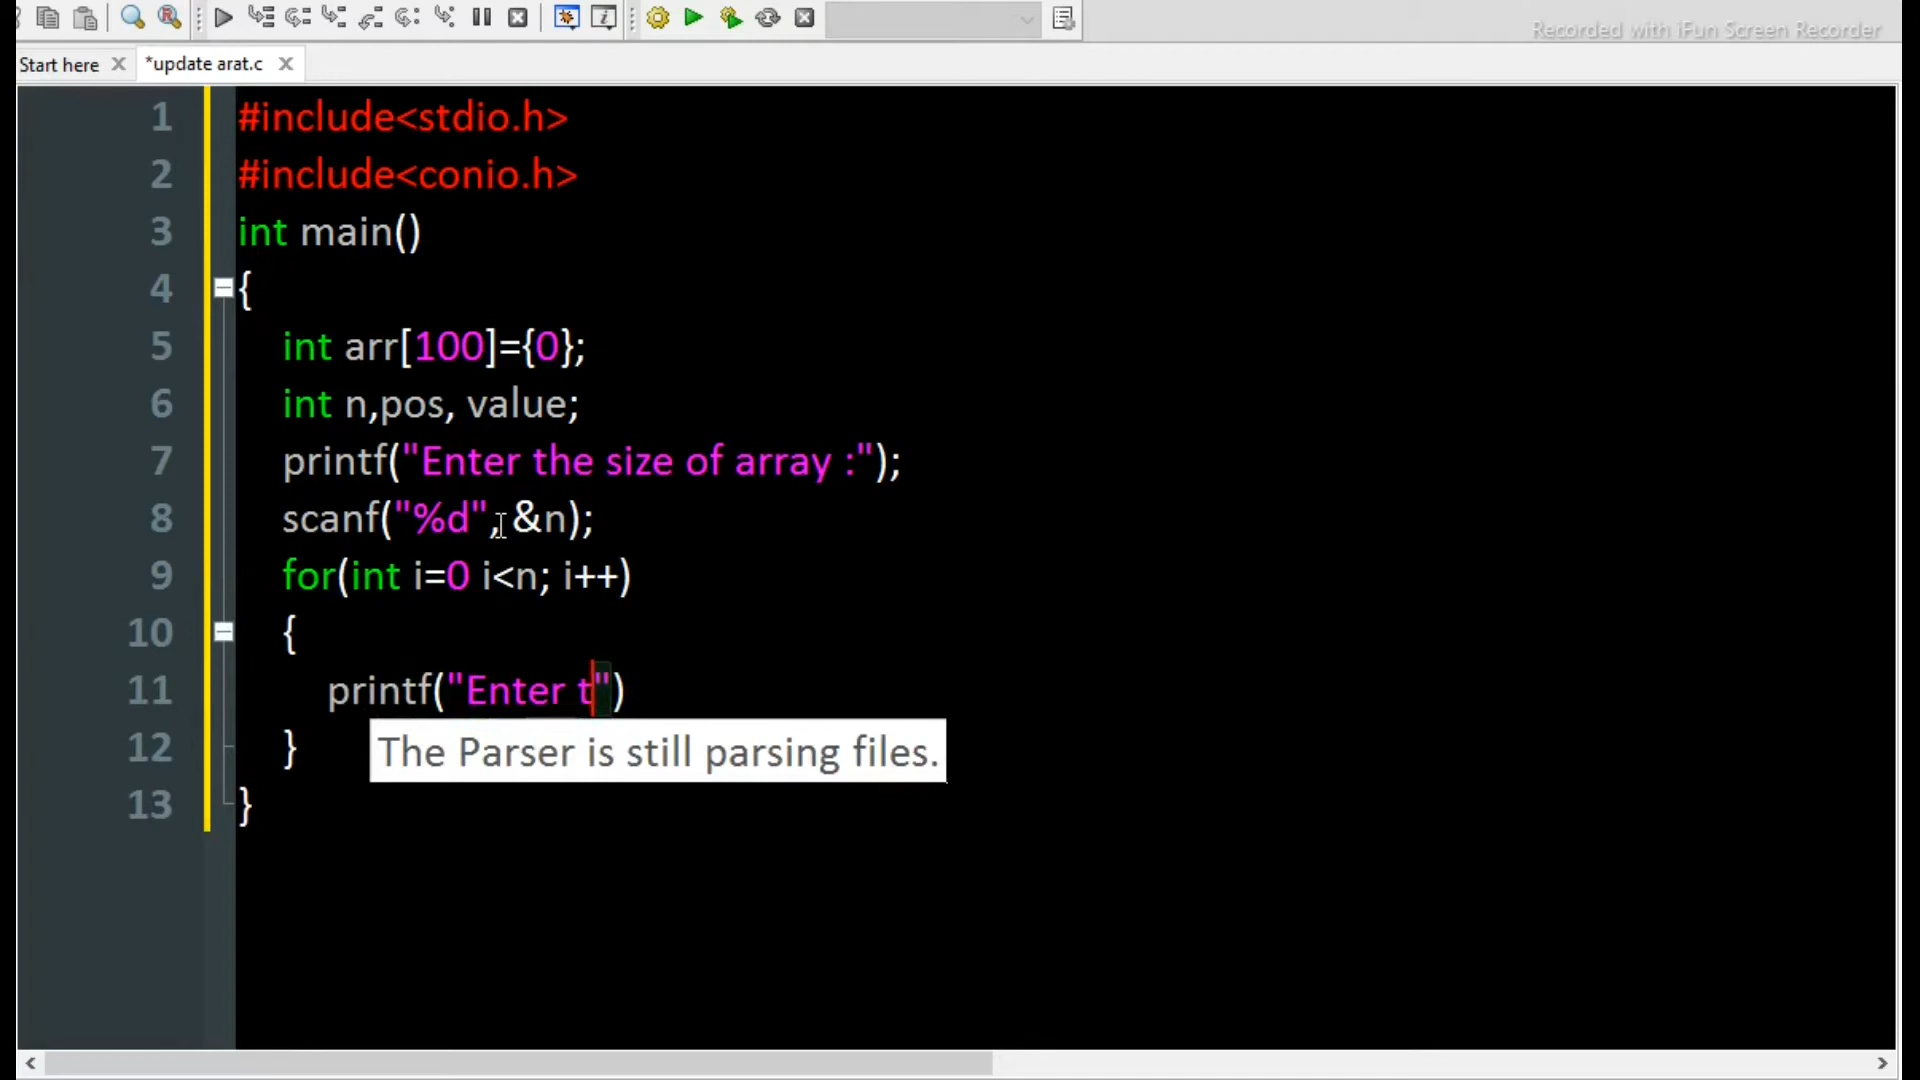 Recorded with iFun Screen Recorder
Start here
*update arat.c
1 #include<stdio.h>
2 #include<conio.h>
3 int main()
4 {
5 int arr[100]={0};
6 int n,pos, value;
7 printf("Enter the size of array :");
8 scanf("%d", &n);
9 for(int i=0 i<n; i++)
10 {
11 printf("Enter t")
The Parser is still parsing files.
12 }
13 }